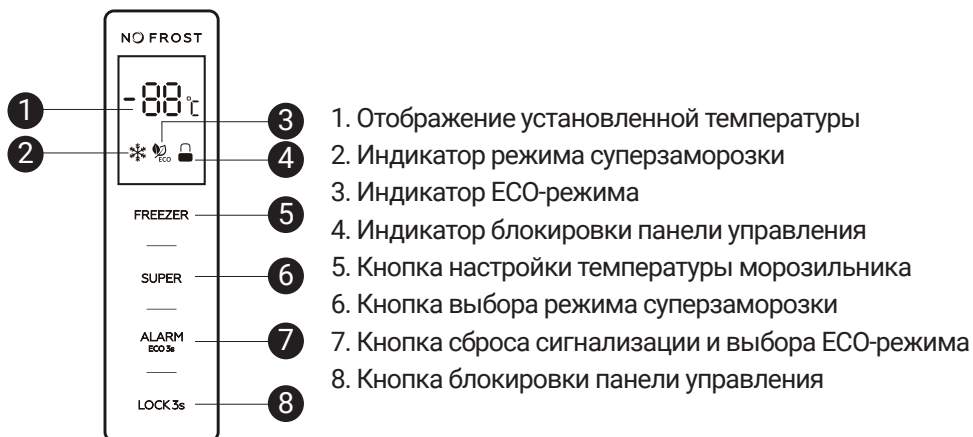 NO FROST
-88°C
1
2
ECO
3
4
FREEZER
5
SUPER
6
ALARM
ECO 3s
7
LOCK 3s
8
1. Отображение установленной температуры
2. Индикатор режима суперзаморозки
3. Индикатор ECO-режима
4. Индикатор блокировки панели управления
5. Кнопка настройки температуры морозильника
6. Кнопка выбора режима суперзаморозки
7. Кнопка сброса сигнализации и выбора ECO-режима
8. Кнопка блокировки панели управления